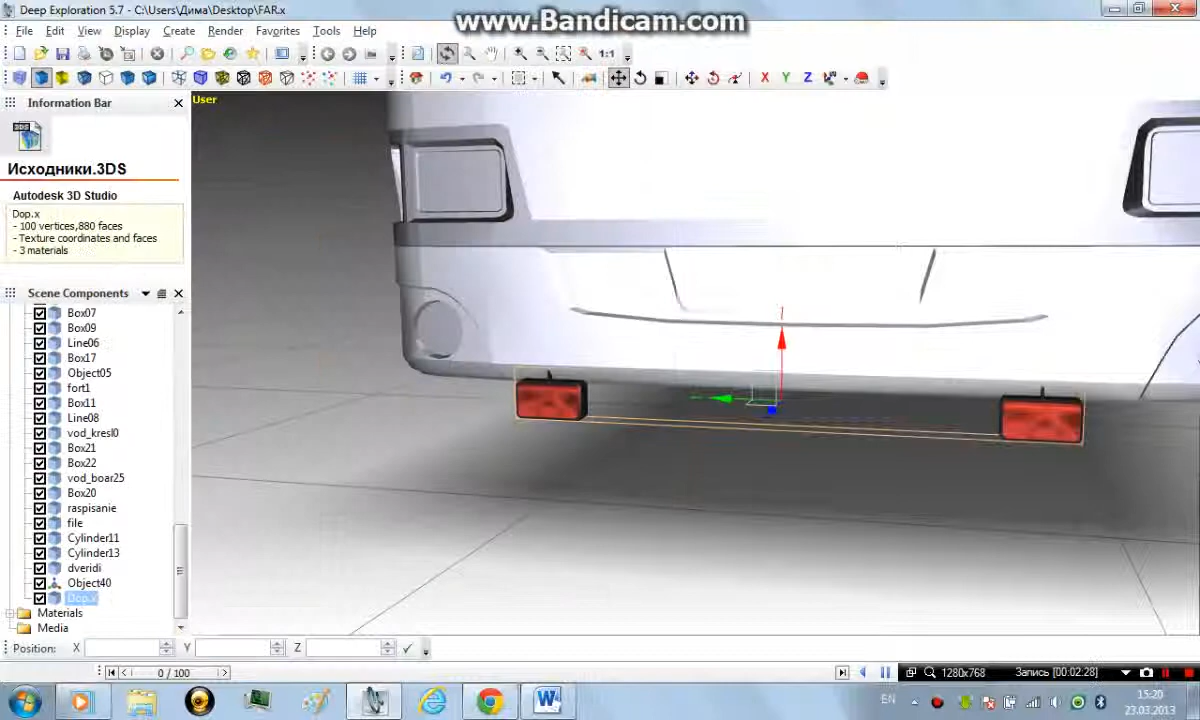 Deep Exploration 5.7 - C:\Users\Дима\Desktop\FAR.x
www.Bandicam.com
File Edit View Display Create Render Favorites Tools Help
1:1
X Y Z
Information Bar
User
3DS
Исходники.3DS
Autodesk 3D Studio
Dop.x
- 100 vertices,880 faces
- Texture coordinates and faces
- 3 materials
Scene Components
Box07
Box09
Line06
Box17
Object05
fort1
Box11
Line08
vod_kresl0
Box21
Box22
vod_boar25
Box20
raspisanie
file
Cylinder11
Cylinder13
dveridi
Object40
Dop.x
Materials
Media
Position: X Y Z
0 / 100
1280x768 Запись [00:02:28]
EN
15:20
23.03.2013